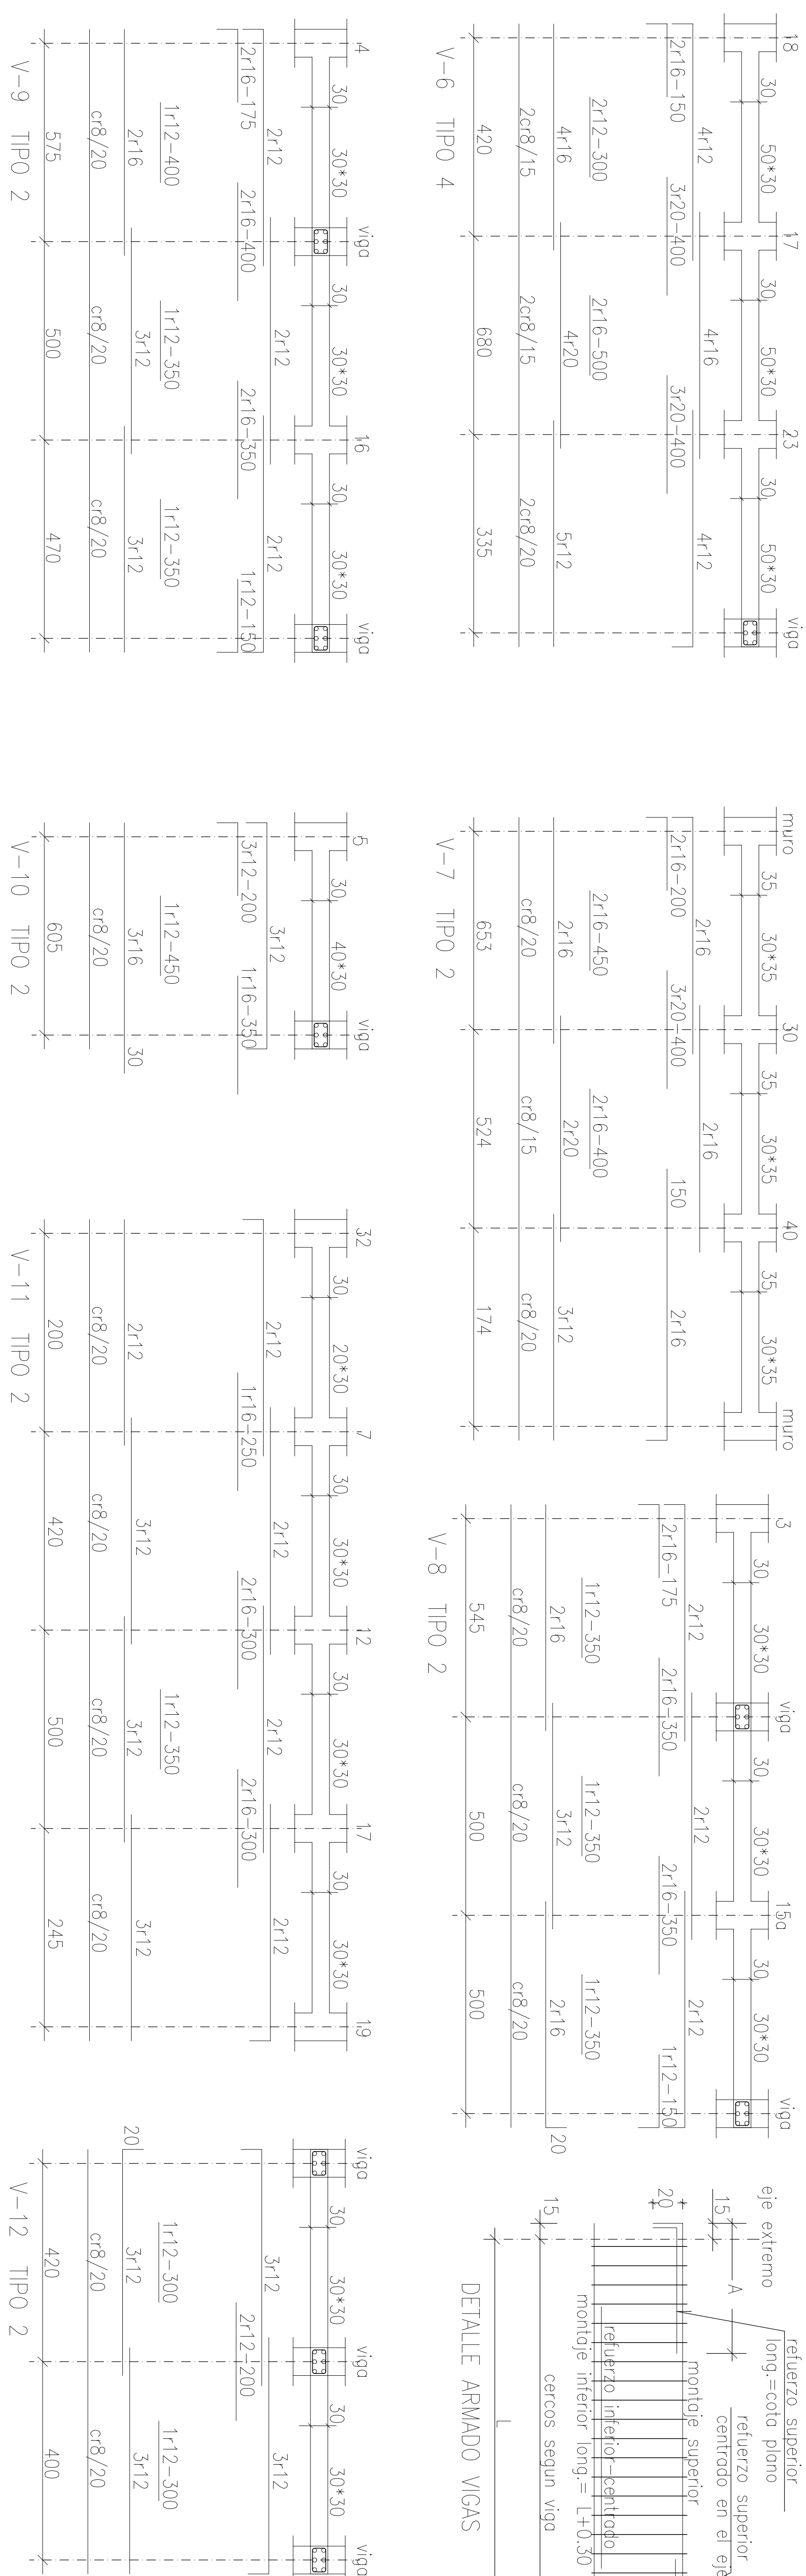 18 17 23 viga
30 50*30 30 50*30 30 50*30
4r12 4r16 4r12
2r16-150 3r20-400 3r20-400
2r12-300 2r16-500
4r16 4r20 5r12
2cr8/15 2cr8/15 2cr8/20
420 680 335
V-6 TIPO 4
muro 30 40 muro
35 30*35 35 30*35 35 30*35
2r16 2r16
2r16-200 3r20-400 150 2r16
2r16-450 2r16-400
2r16 2r20 3r12
cr8/20 cr8/15 cr8/20
653 524 174
V-7 TIPO 2
3 viga 15a viga
30 30*30 30 30*30 30 30*30
2r12 2r12 2r12
2r16-175 2r16-350 2r16-350 1r12-150
1r12-350 1r12-350 1r12-350
2r16 3r12 2r16 20
cr8/20 cr8/20 cr8/20
545 500 500
V-8 TIPO 2
refuerzo superior
long.=cota plano
eje extremo
refuerzo superior
centrado en el eje
A
15
montaje superior
20
refuerzo inferior-centrado
montaje inferior long.= L+0.30
cercos segun viga
15
L
DETALLE ARMADO VIGAS
4 viga 16 viga
30 30*30 30 30*30 30 30*30
2r12 2r12 2r12
2r16-175 2r16-400 2r16-350 1r12-150
1r12-400 1r12-350 1r12-350
2r16 3r12 3r12
cr8/20 cr8/20 cr8/20
575 500 470
V-9 TIPO 2
5 viga
30 40*30
3r12
3r12-200 1r16-350
1r12-450
3r16 30
cr8/20
605
V-10 TIPO 2
32 7 12 17 19
30 20*30 30 30*30 30 30*30 30 30*30
2r12 2r12 2r12 2r12
1r16-250 2r16-300 2r16-300
1r12-350
2r12 3r12 3r12 3r12
cr8/20 cr8/20 cr8/20 cr8/20
200 420 500 245
V-11 TIPO 2
viga viga viga
30 30*30 30 30*30
3r12 3r12
2r12-200
1r12-300 1r12-300
20 3r12 3r12
cr8/20 cr8/20
420 400
V-12 TIPO 2